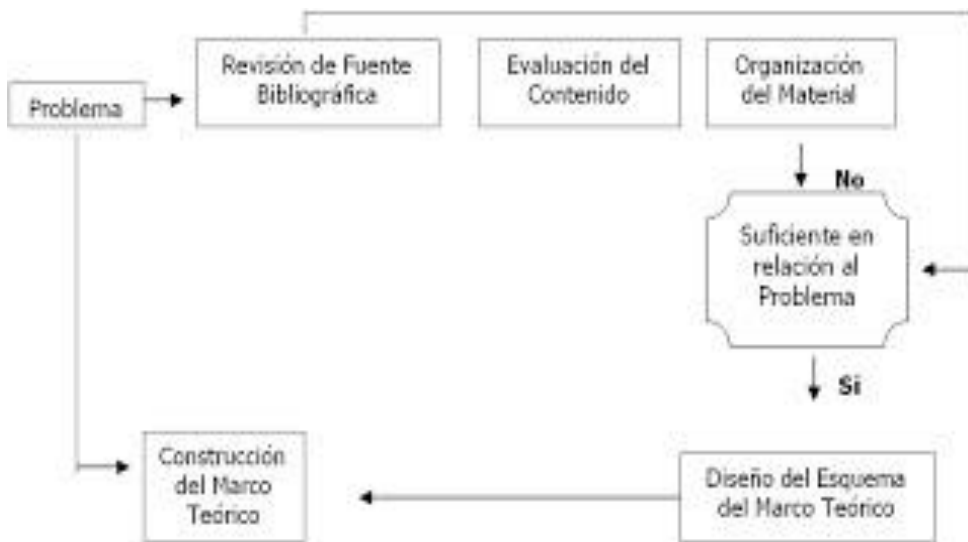 Problema
Revisión de Fuente
Bibliográfica
Evaluación del
Contenido
Organización
del Material
No
Suficiente en
relación al
Problema
Si
Construcción
del Marco
Teórico
Diseño del Esquema
del Marco Teórico